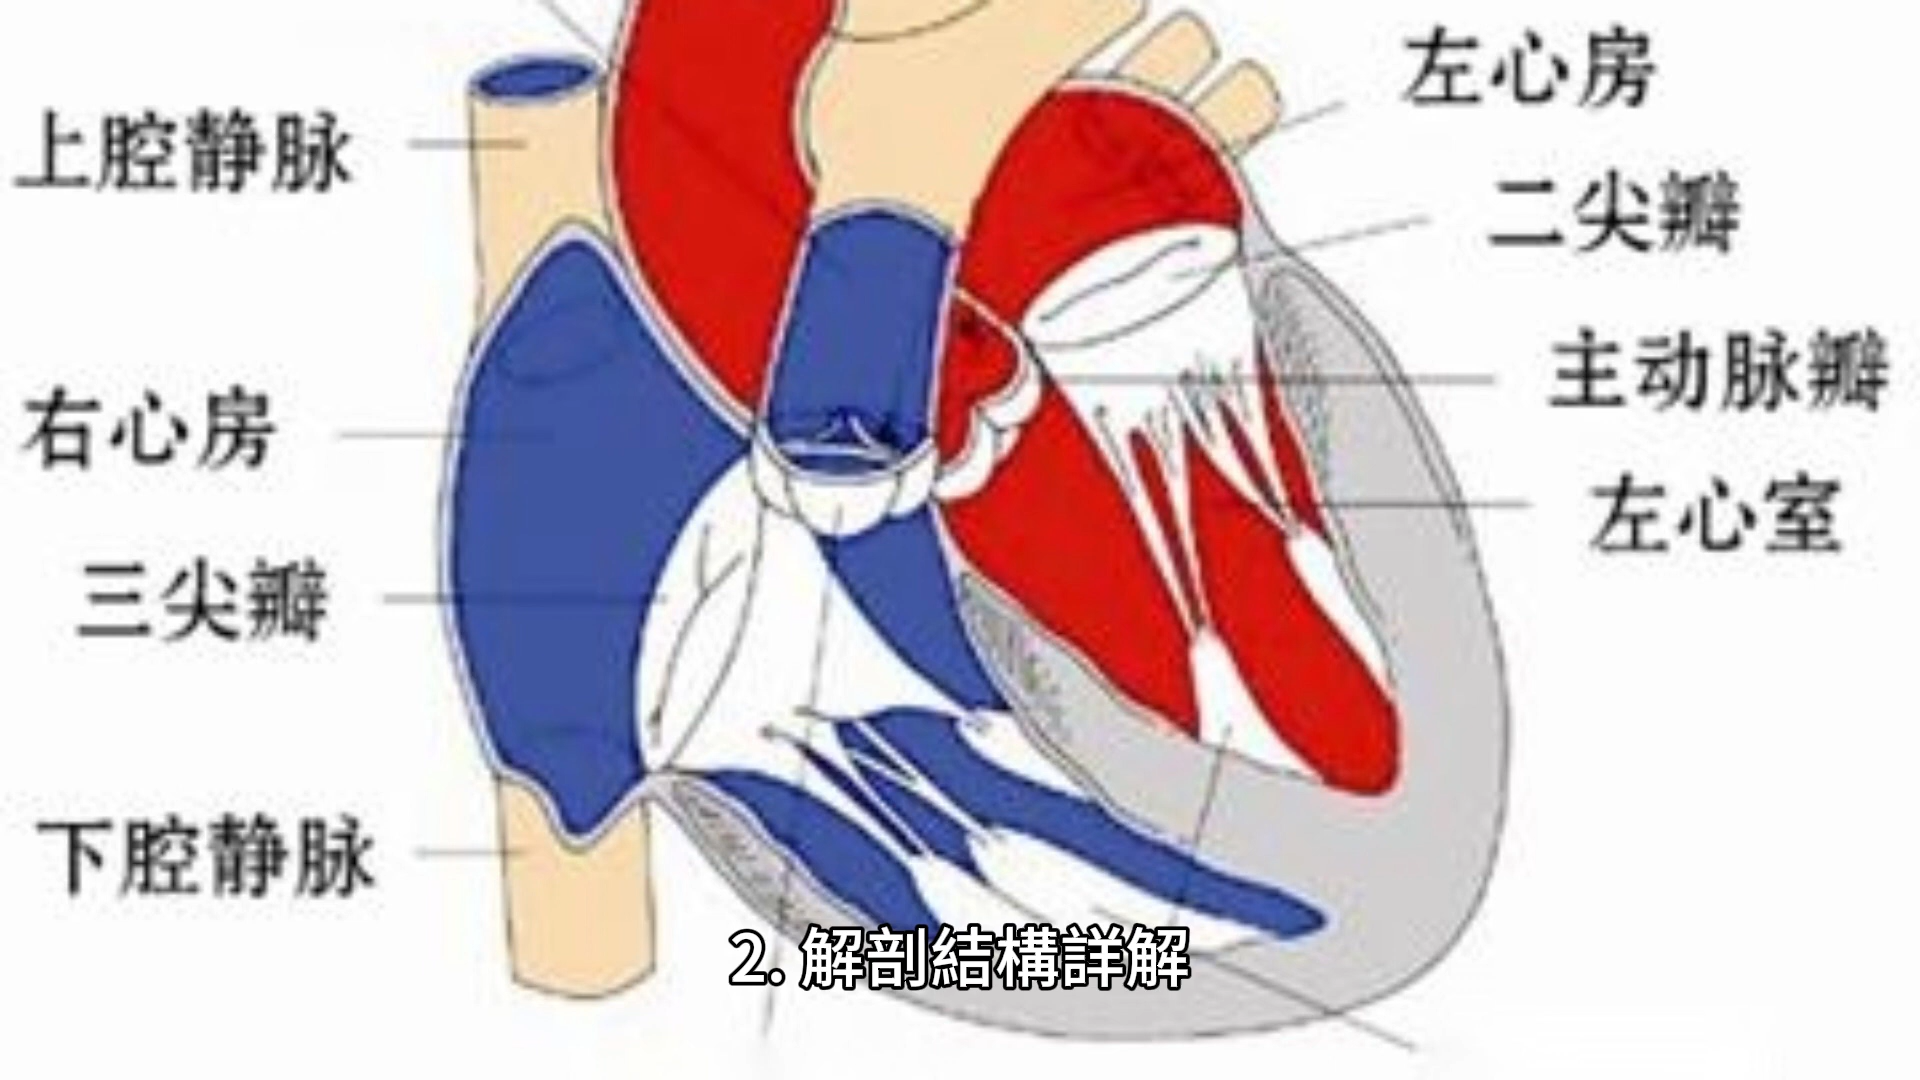 上腔静脉
右心房
三尖瓣
下腔静脉
左心房
二尖瓣
主动脉瓣
左心室
2. 解剖結構詳解